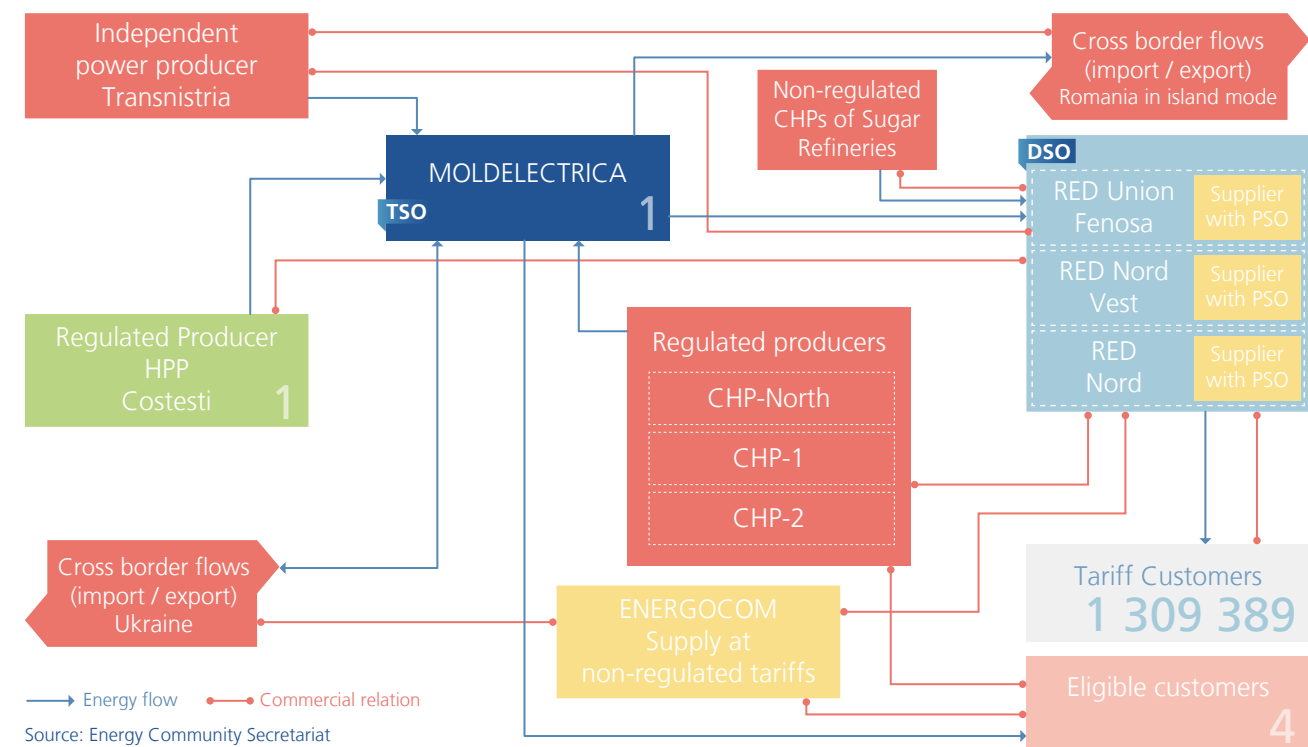 Independent
power producer
Transnistria
Cross border flows
(import / export)
Romania in island mode
Non-regulated
CHPs of Sugar
Refineries
MOLDELECTRICA
TSO
1
DSO
RED Union
Fenosa
Supplier
with PSO
RED Nord
Vest
Supplier
with PSO
RED
Nord
Supplier
with PSO
Regulated Producer
HPP
Costesti
1
Regulated producers
CHP-North
CHP-1
CHP-2
Cross border flows
(import / export)
Ukraine
ENERGOCOM
Supply at
non-regulated tariffs
Tariff Customers
1 309 389
Eligible customers
4
Energy flow
Commercial relation
Source: Energy Community Secretariat